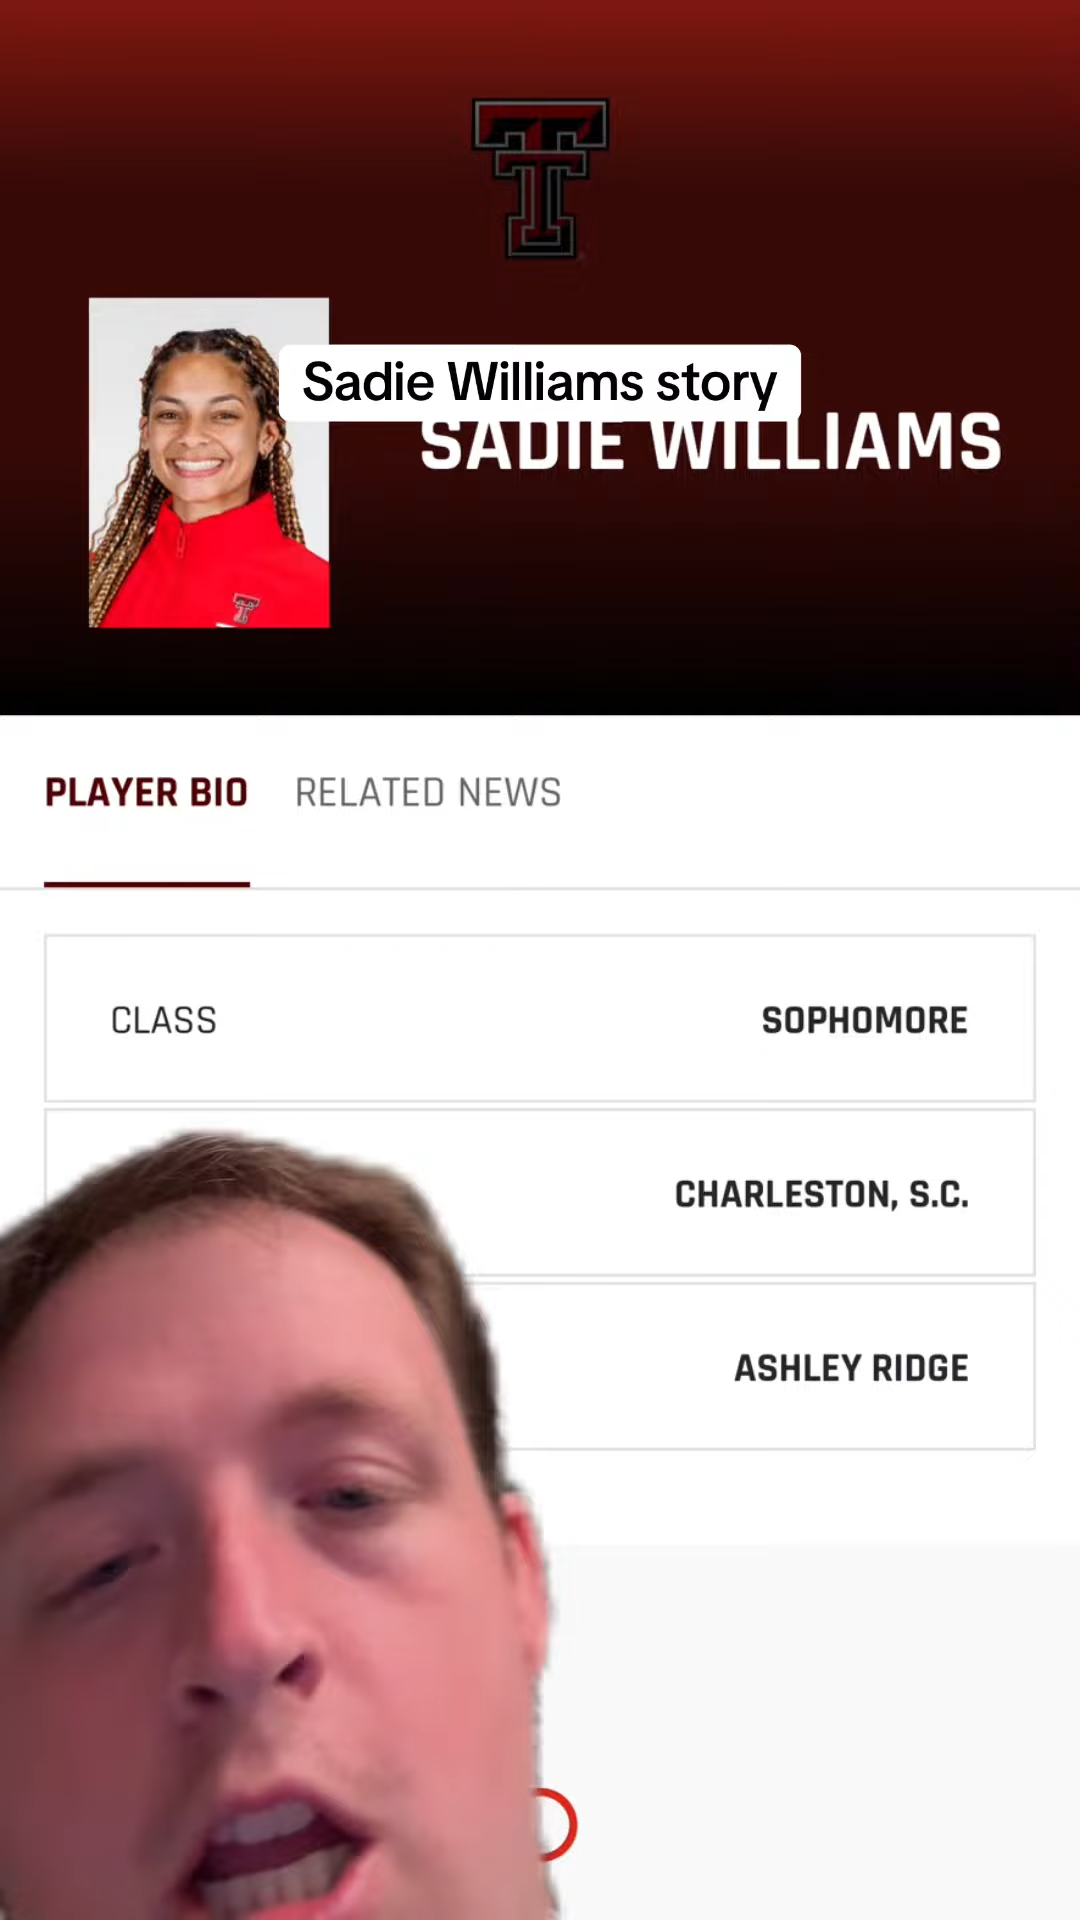 Sadie Williams story
SADIE WILLIAMS
PLAYER BIO
RELATED NEWS
CLASS
SOPHOMORE
CHARLESTON, S.C.
ASHLEY RIDGE